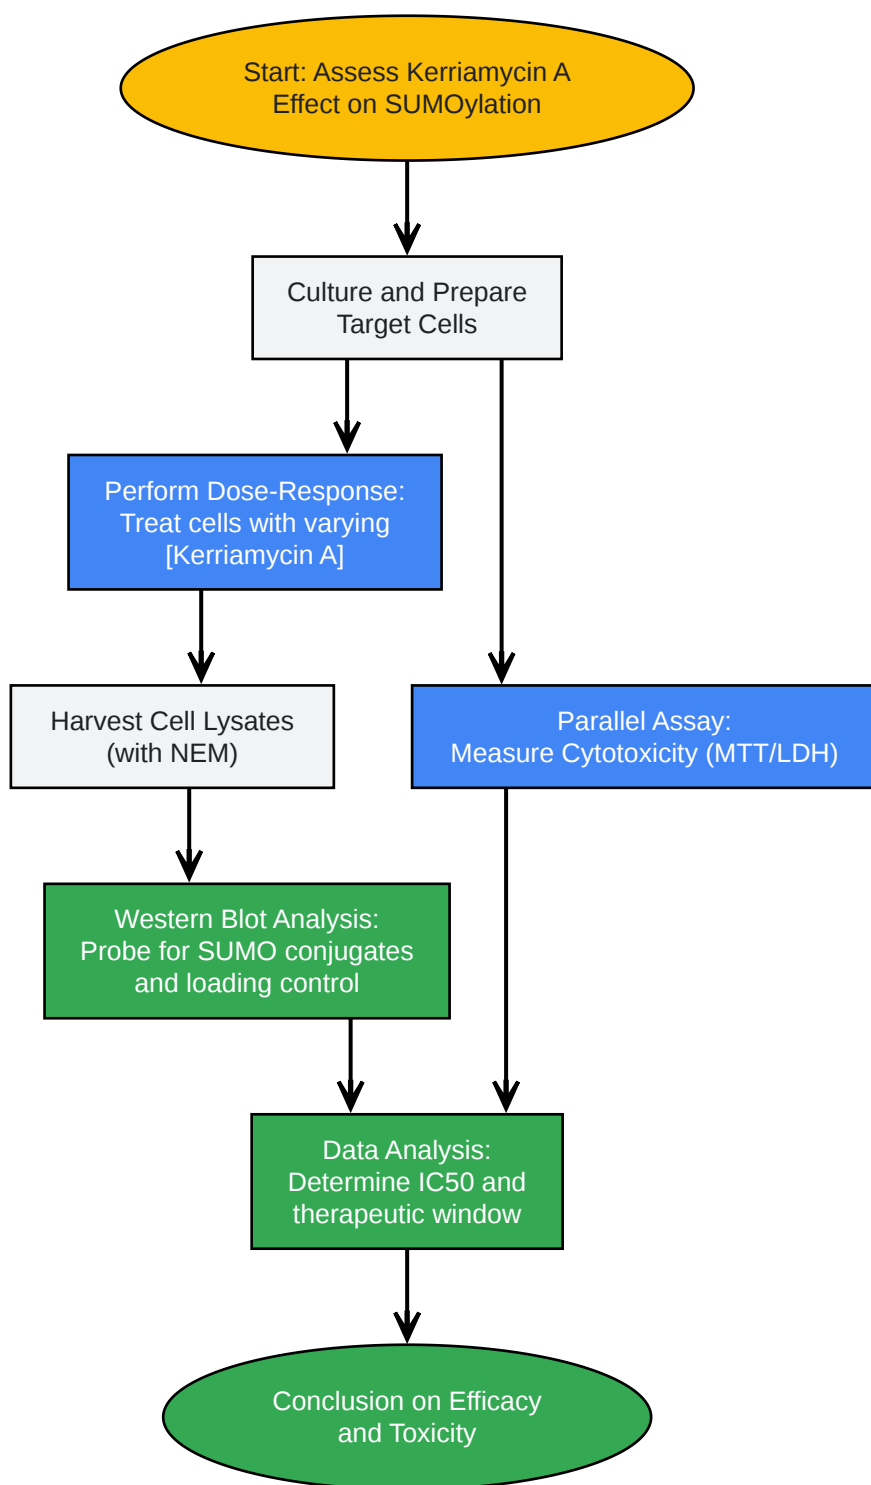 Start: Assess Kerriamycin A
Effect on SUMOylation
Culture and Prepare
Target Cells
Perform Dose-Response:
Treat cells with varying
[Kerriamycin A]
Harvest Cell Lysates
(with NEM)
Parallel Assay:
Measure Cytotoxicity (MTT/LDH)
Western Blot Analysis:
Probe for SUMO conjugates
and loading control
Data Analysis:
Determine IC50 and
therapeutic window
Conclusion on Efficacy
and Toxicity